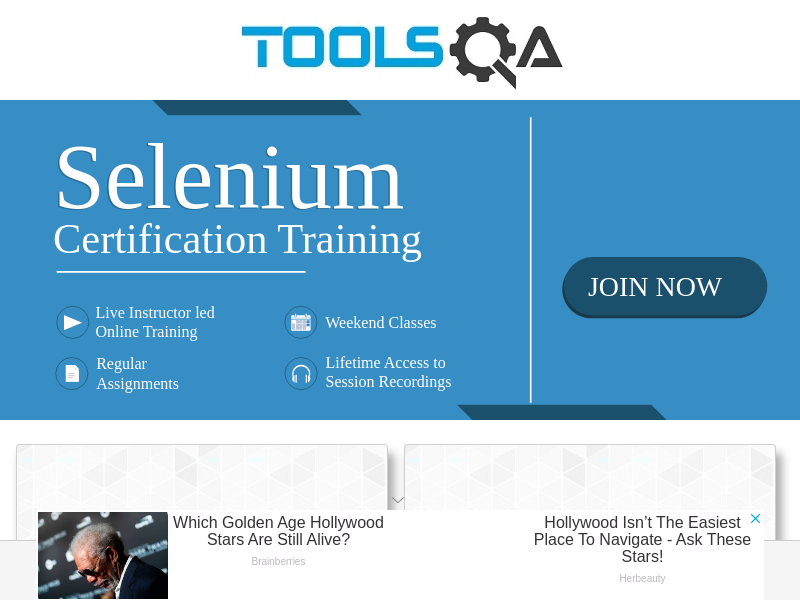 TOOLSQA
Selenium
Certification Training
JOIN NOW
Live Instructor led
Online Training
Weekend Classes
Regular
Assignments
Lifetime Access to
Session Recordings
Which Golden Age Hollywood
Stars Are Still Alive?
Brainberries
Hollywood Isn’t The Easiest
Place To Navigate - Ask These
Stars!
Herbeauty